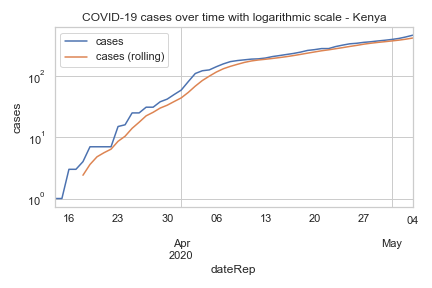 COVID-19 cases over time with logarithmic scale - Kenya
cases
cases (rolling)
10²
10¹
10⁰
cases
16 23 30 06 13 20 27 04
Apr May
2020
dateRep